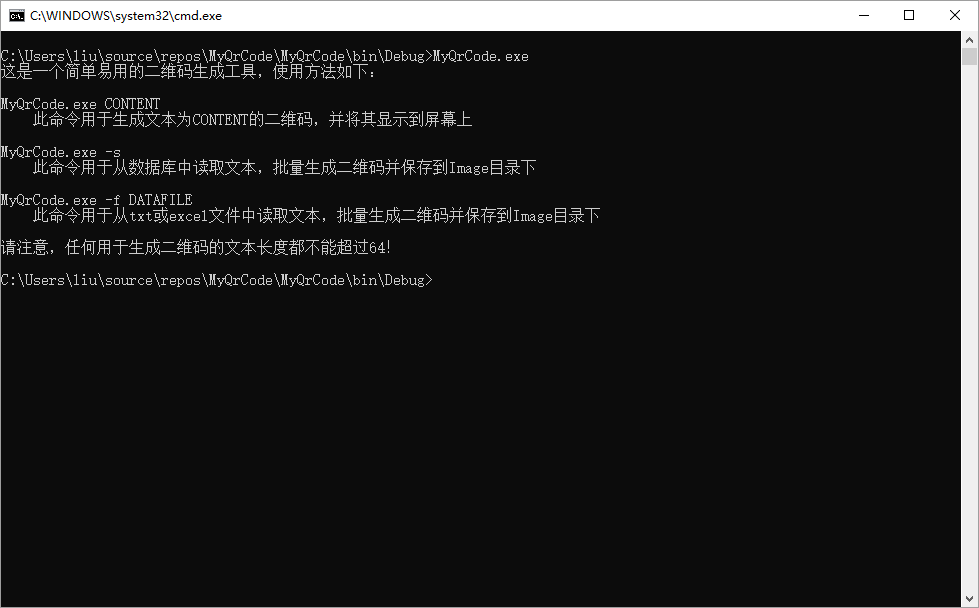 C:\WINDOWS\system32\cmd.exe
C:\Users\liu\source\repos\MyQrCode\MyQrCode\bin\Debug>MyQrCode.exe
这是一个简单易用的二维码生成工具，使用方法如下：
MyQrCode.exe CONTENT
此命令用于生成文本为CONTENT的二维码，并将其显示到屏幕上
MyQrCode.exe -s
此命令用于从数据库中读取文本，批量生成二维码并保存到Image目录下
MyQrCode.exe -f DATAFILE
此命令用于从txt或excel文件中读取文本，批量生成二维码并保存到Image目录下
请注意，任何用于生成二维码的文本长度都不能超过64!
C:\Users\liu\source\repos\MyQrCode\MyQrCode\bin\Debug>